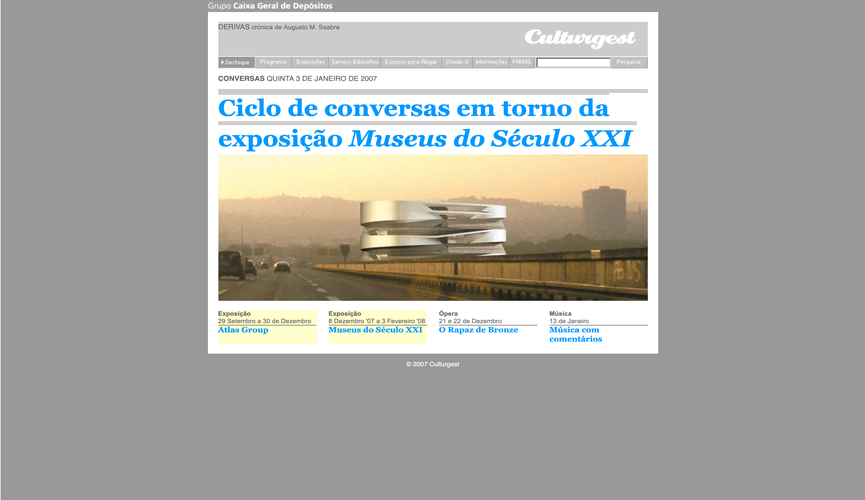 Grupo Caixa Geral de Depósitos
DERIVAS crónica de Augusto M. Seabra
Culturgest
Destaque Programa Exposições Serviço Educativo Espaços para Alugar Chiado 8 Informações PANOS Pesquisar
CONVERSAS QUINTA 3 DE JANEIRO DE 2007
Ciclo de conversas em torno da
exposição Museus do Século XXI
BUS
Exposição
29 Setembro a 30 de Dezembro
Atlas Group
Exposição
8 Dezembro '07 a 3 Fevereiro '08
Museus do Século XXI
Ópera
21 e 22 de Dezembro
O Rapaz de Bronze
Música
13 de Janeiro
Música com
comentários
© 2007 Culturgest